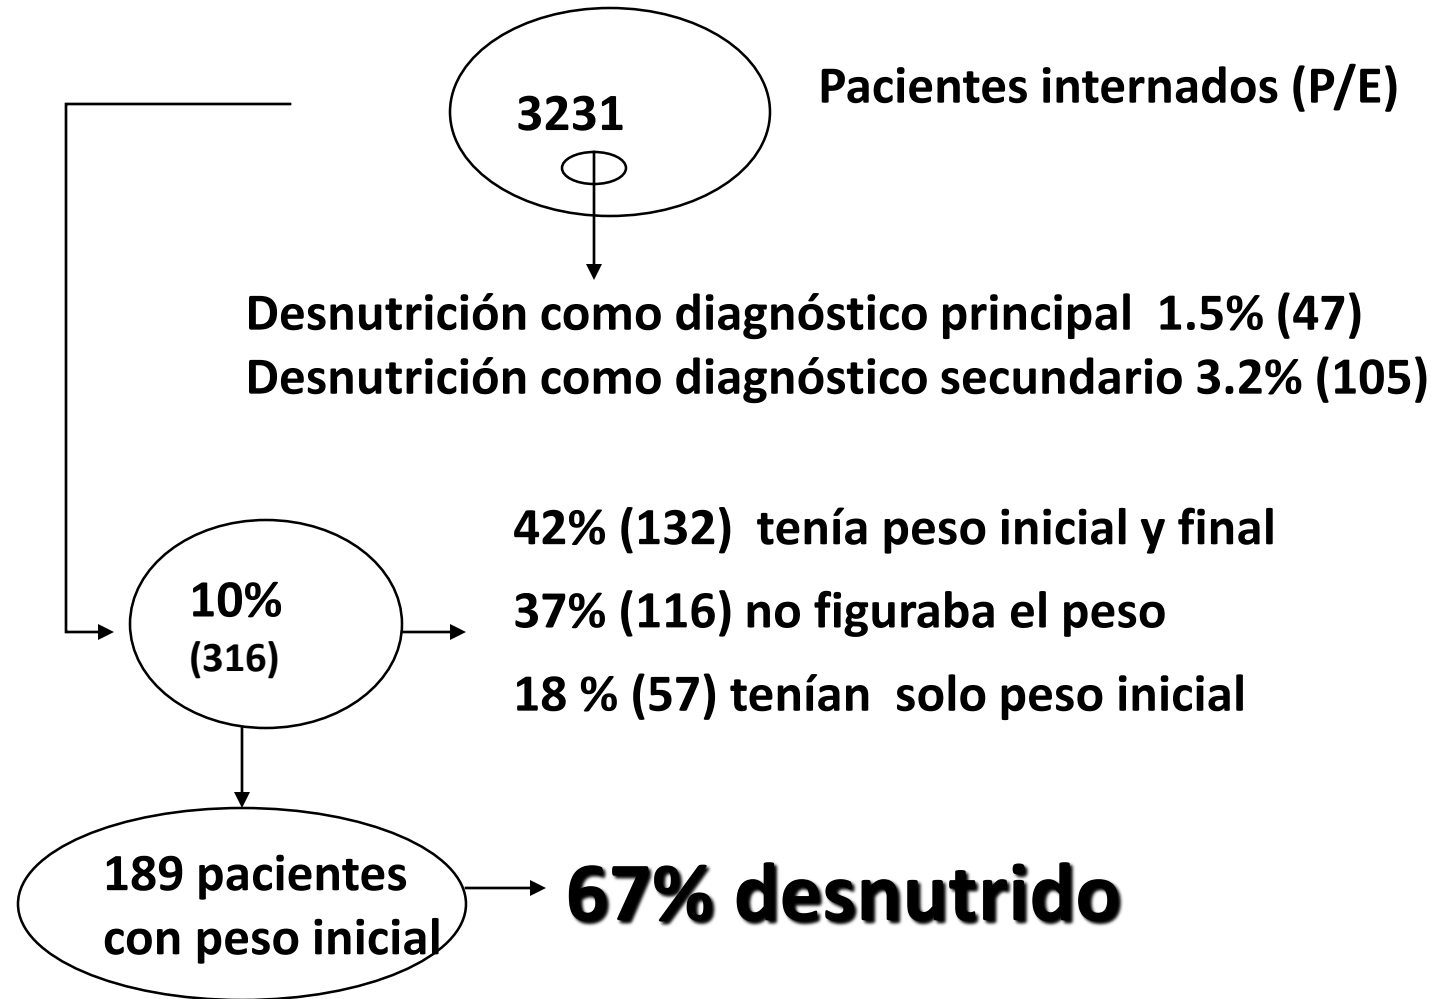 3231
Pacientes internados (P/E)
Desnutrición como diagnóstico principal 1.5% (47)
Desnutrición como diagnóstico secundario 3.2% (105)
10%
(316)
42% (132) tenía peso inicial y final
37% (116) no figuraba el peso
18 % (57) tenían solo peso inicial
189 pacientes
con peso inicial
67% desnutrido